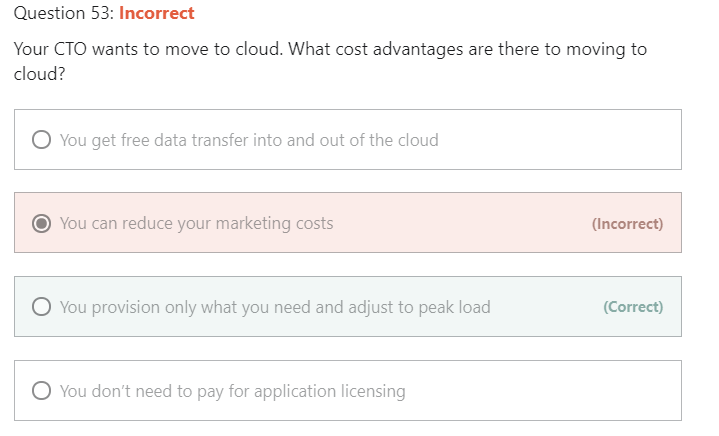 Question 53: Incorrect
Your CTO wants to move to cloud. What cost advantages are there to moving to
cloud?
You get free data transfer into and out of the cloud
You can reduce your marketing costs (Incorrect)
You provision only what you need and adjust to peak load (Correct)
You don't need to pay for application licensing